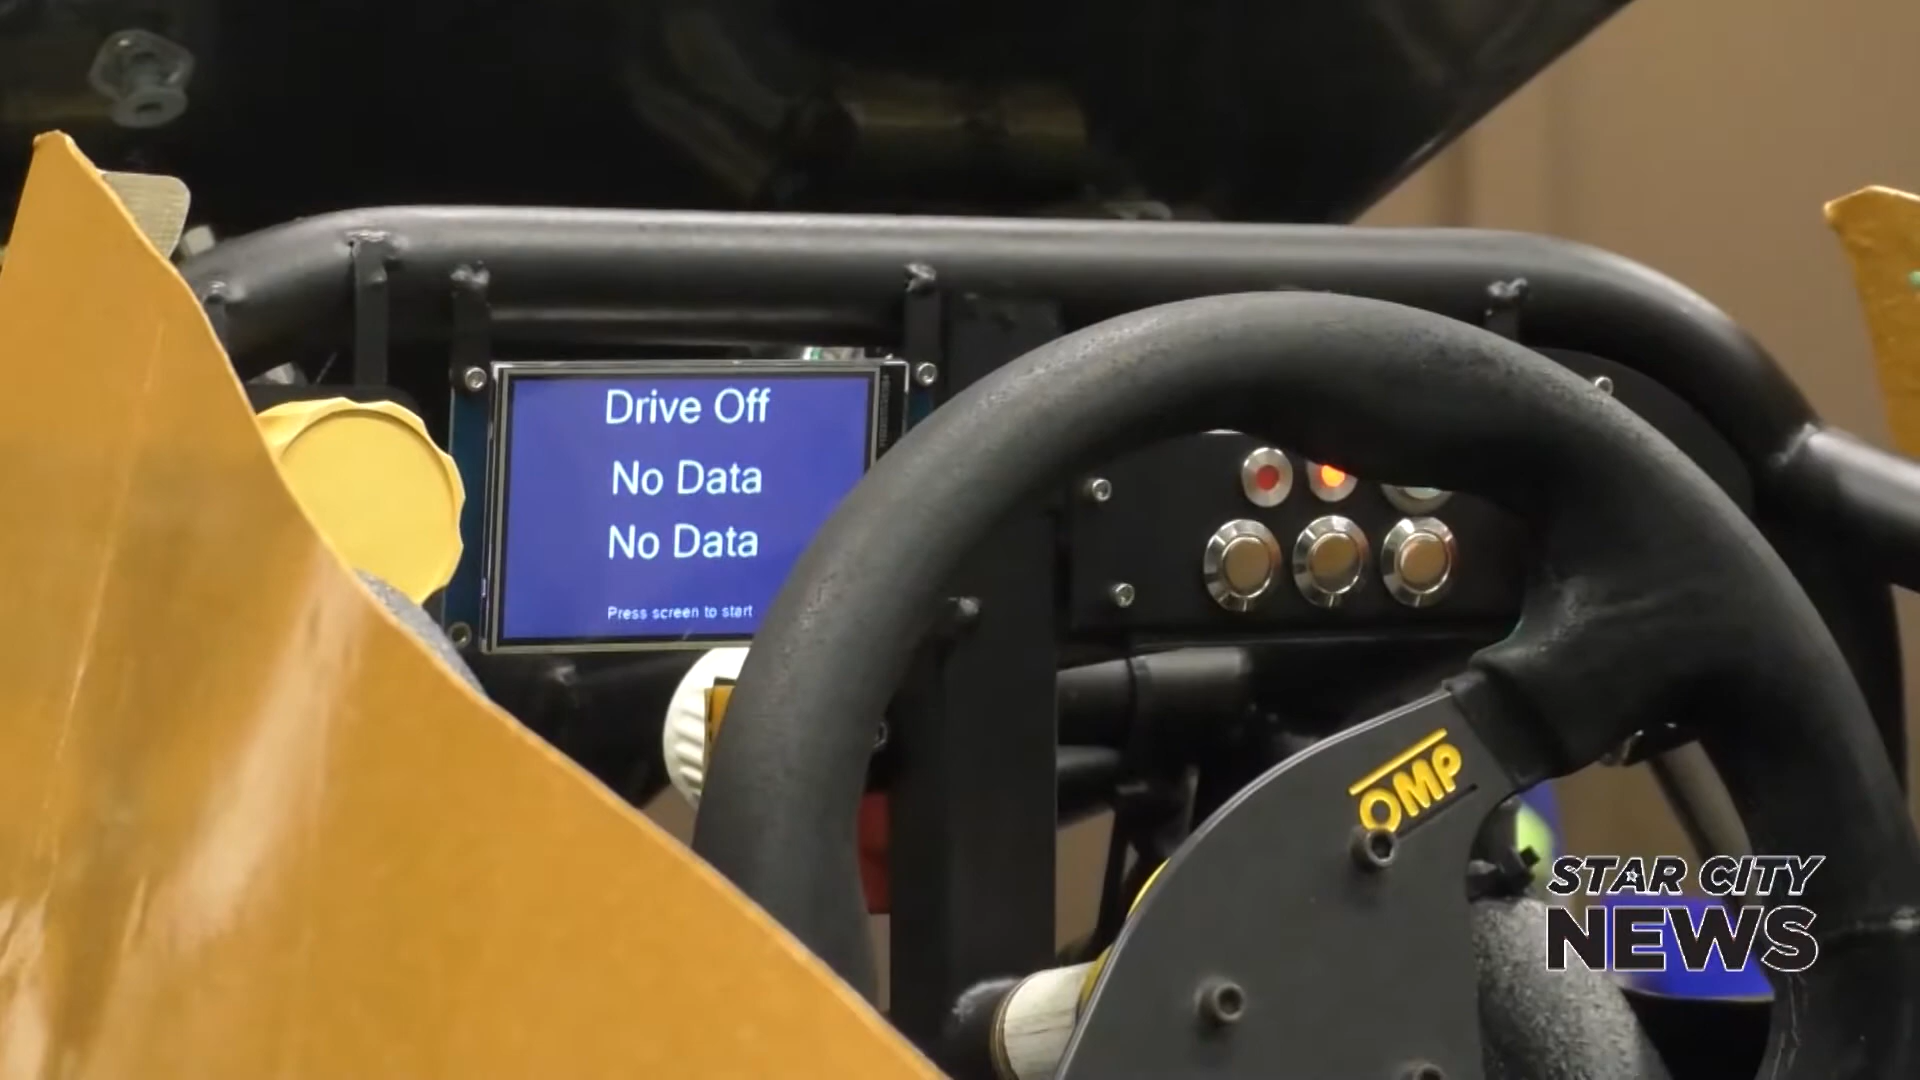 Drive Off
No Data
No Data
Press screen to start
OMP
STAR CITY
NEWS